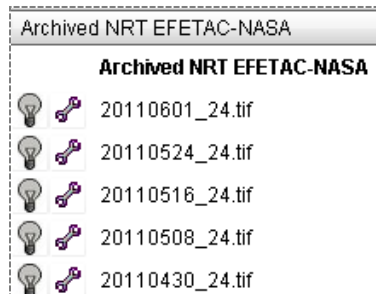 Archived NRT EFETAC-NASA
Archived NRT EFETAC-NASA
20110601_24.tif
20110524_24.tif
20110516_24.tif
20110508_24.tif
20110430_24.tif